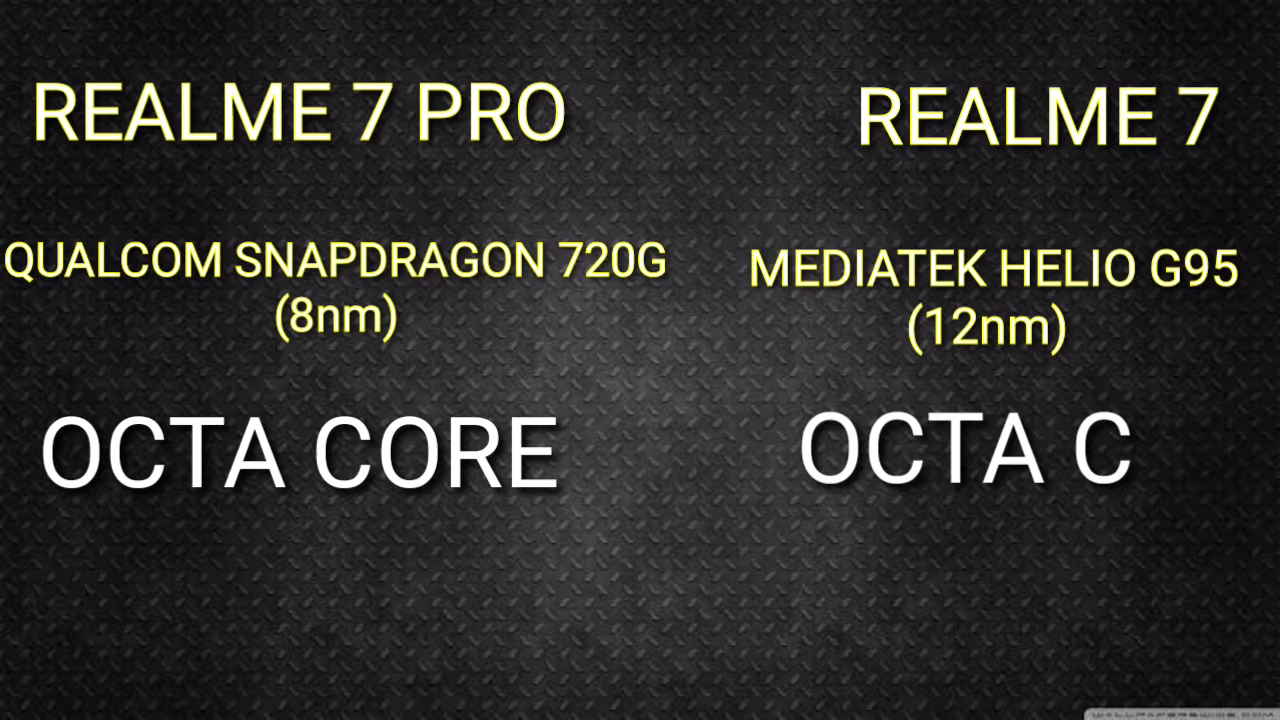 REALME 7 PRO
REALME 7
QUALCOM SNAPDRAGON 720G
(8nm)
MEDIATEK HELIO G95
(12nm)
OCTA CORE
OCTA C